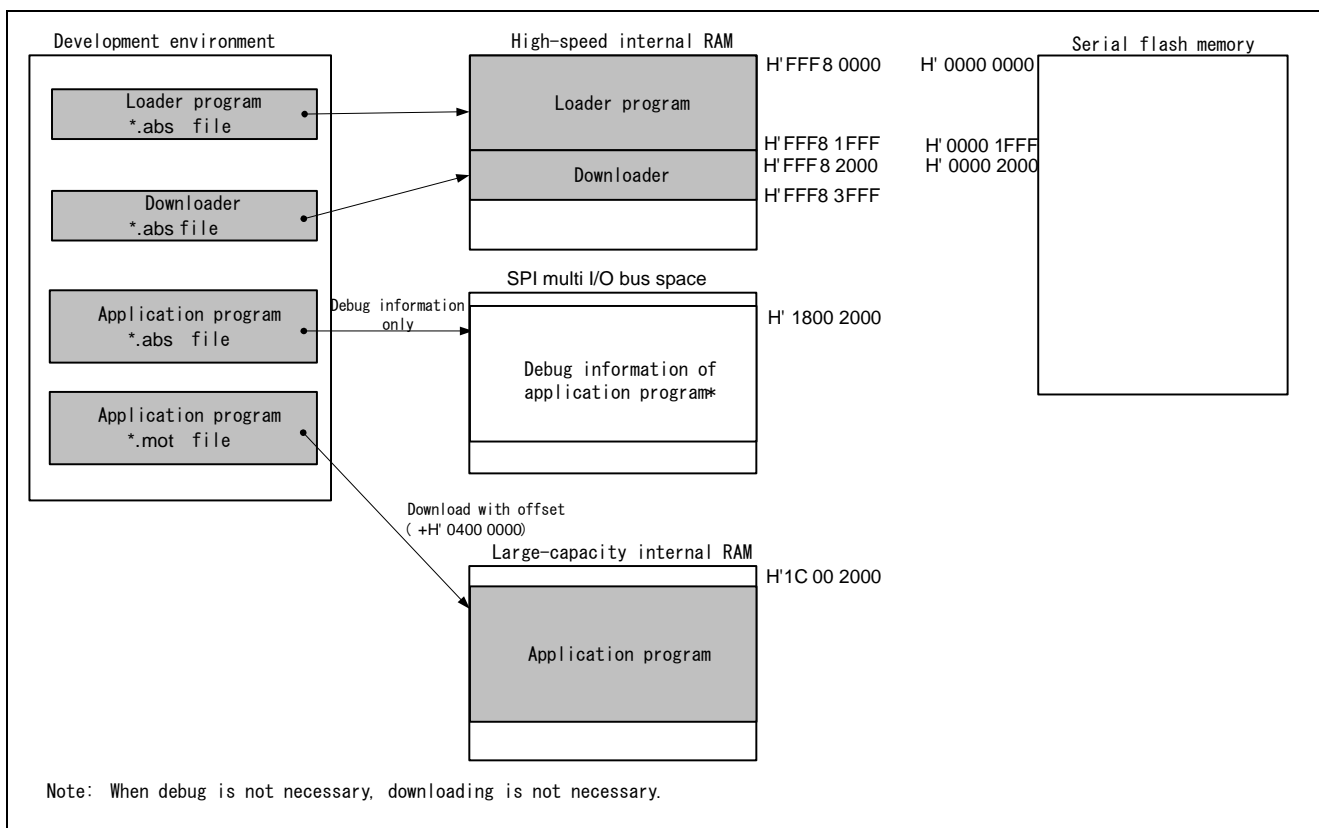 Development environment
Loader program
*.abs file
Downloader
*.abs file
Application program
*.abs file
Application program
*.mot file
Debug information
only
Download with offset
( +H' 0400 0000)
High-speed internal RAM
Loader program
Downloader
H'FFF8 0000
H'FFF8 1FFF
H'FFF8 2000
H'FFF8 3FFF
SPI multi I/O bus space
H' 1800 2000
Debug information of
application program*
Large-capacity internal RAM
H'1C 00 2000
Application program
Serial flash memory
H' 0000 0000
H' 0000 1FFF
H' 0000 2000
Note: When debug is not necessary, downloading is not necessary.